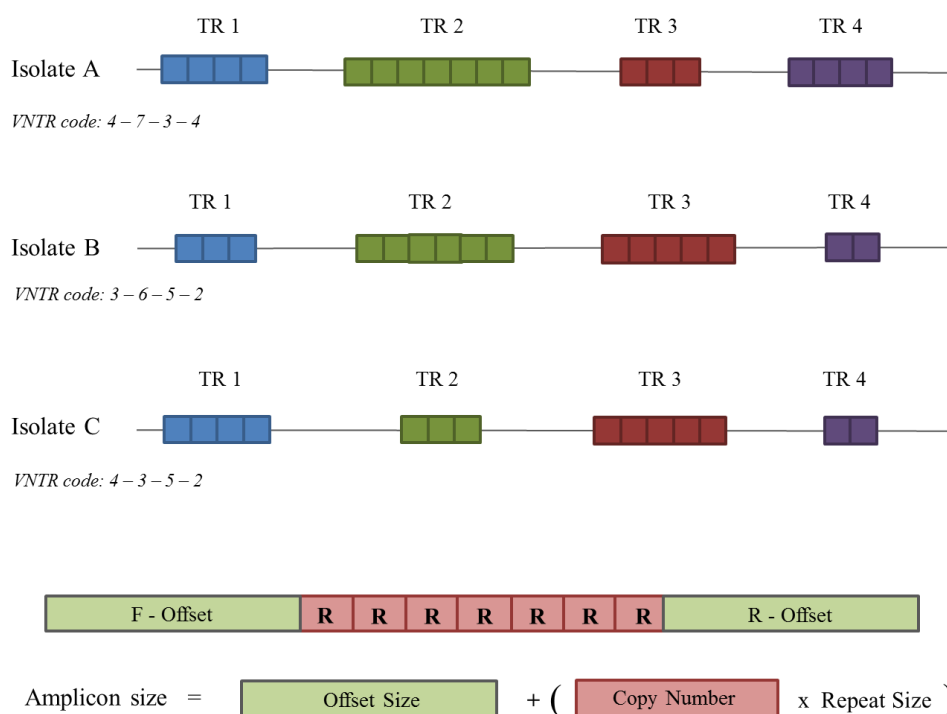 TR 1 TR 2 TR 3 TR 4
Isolate A
VNTR code: 4 – 7 – 3 – 4
TR 1 TR 2 TR 3 TR 4
Isolate B
VNTR code: 3 – 6 – 5 – 2
TR 1 TR 2 TR 3 TR 4
Isolate C
VNTR code: 4 – 3 – 5 – 2
F - Offset R R R R R R R R - Offset
Amplicon size = Offset Size + ( Copy Number x Repeat Size )